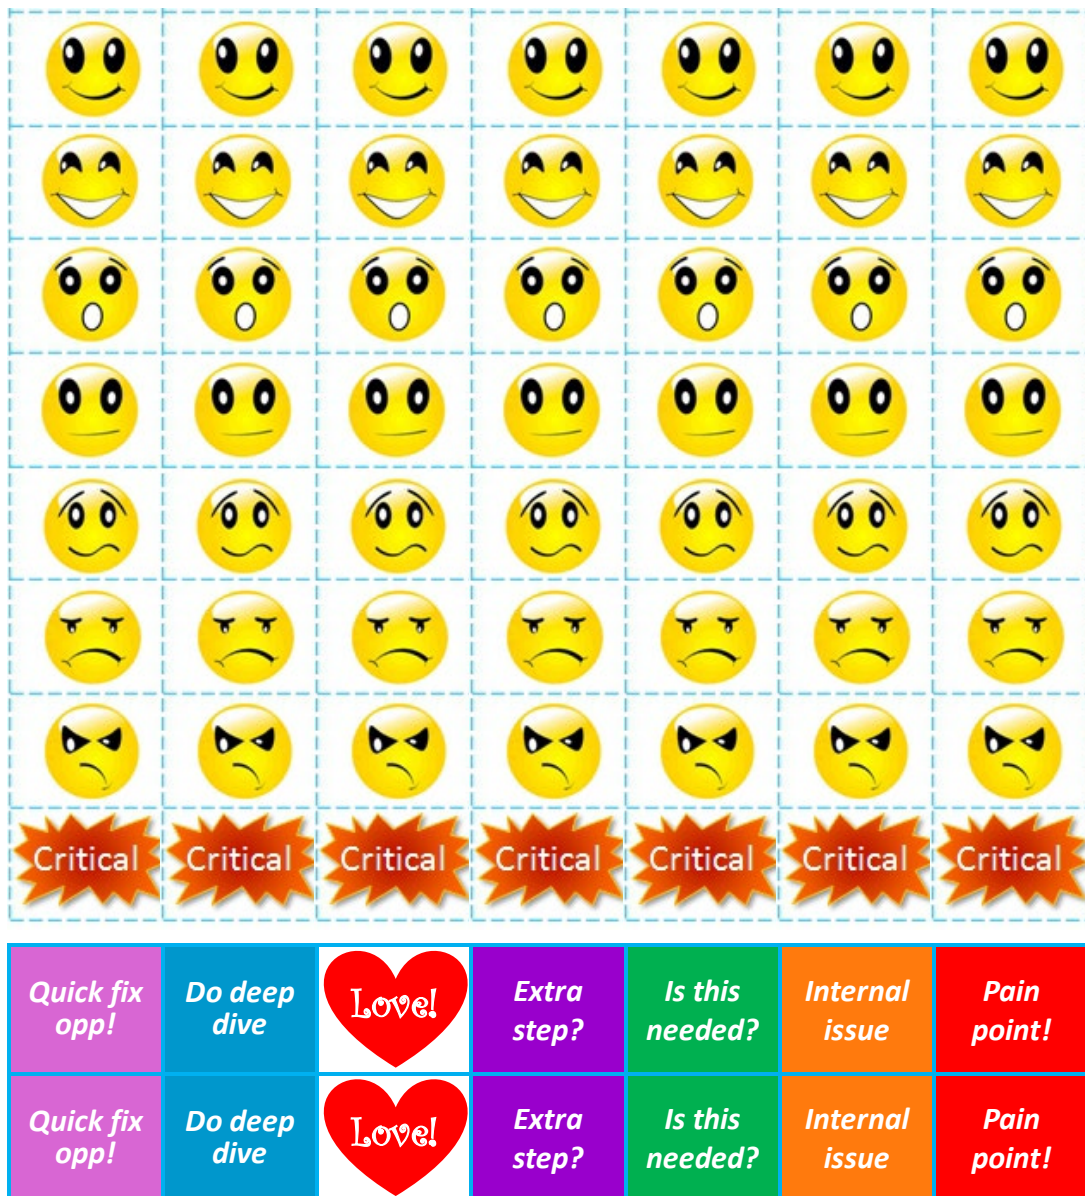 Critical Critical Critical Critical Critical Critical Critical
Quick fix opp!
Do deep dive
Love!
Extra step?
Is this needed?
Internal issue
Pain point!
Quick fix opp!
Do deep dive
Love!
Extra step?
Is this needed?
Internal issue
Pain point!